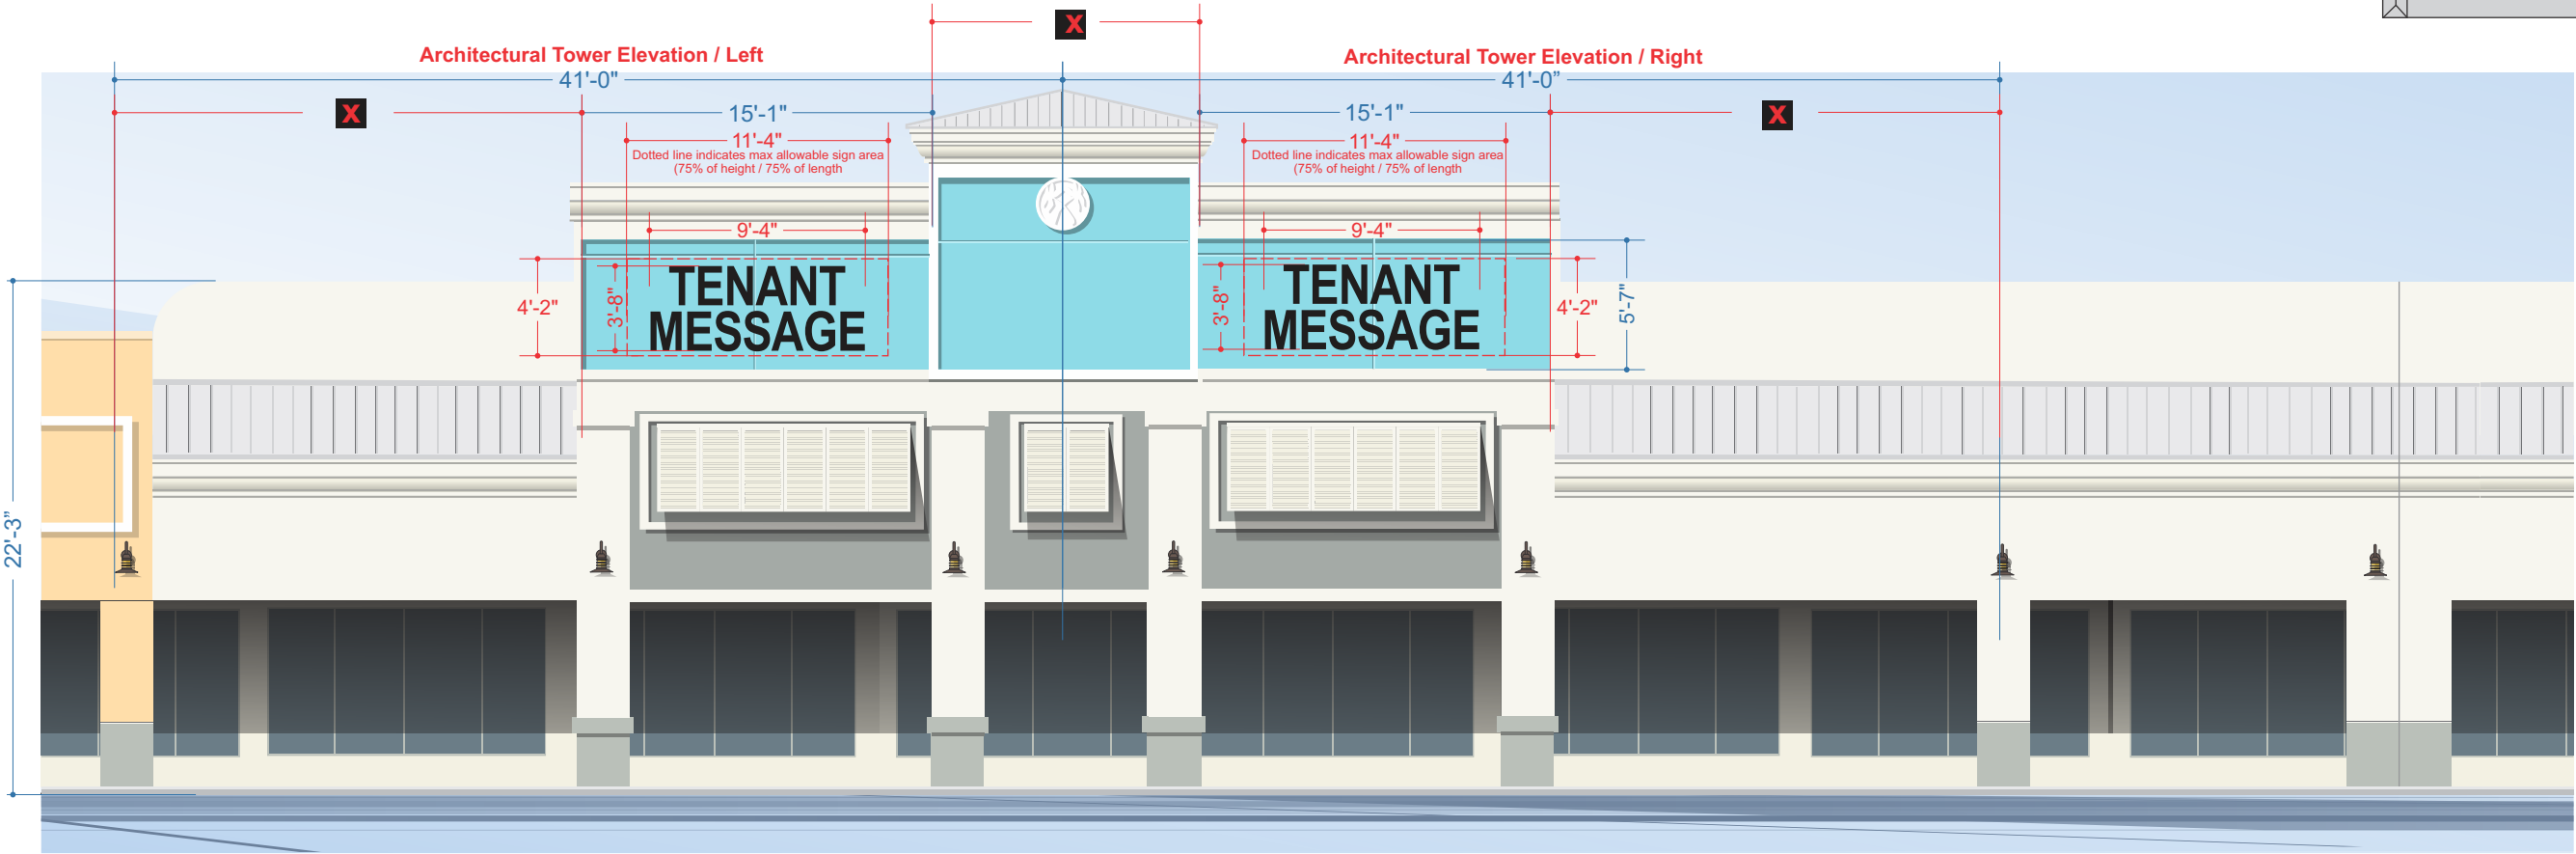 X
Architectural Tower Elevation / Left
Architectural Tower Elevation / Right
41'-0"
41'-0”
X
15'-1"
15'-1"
X
11'-4"
Dotted line indicates max allowable sign area
(75% of height / 75% of length
11'-4"
Dotted line indicates max allowable sign area
(75% of height / 75% of length
9'-4"
9'-4"
4'-2"
3'-8"
TENANT
MESSAGE
3'-8"
TENANT
MESSAGE
4'-2"
5'-7"
22'-3”